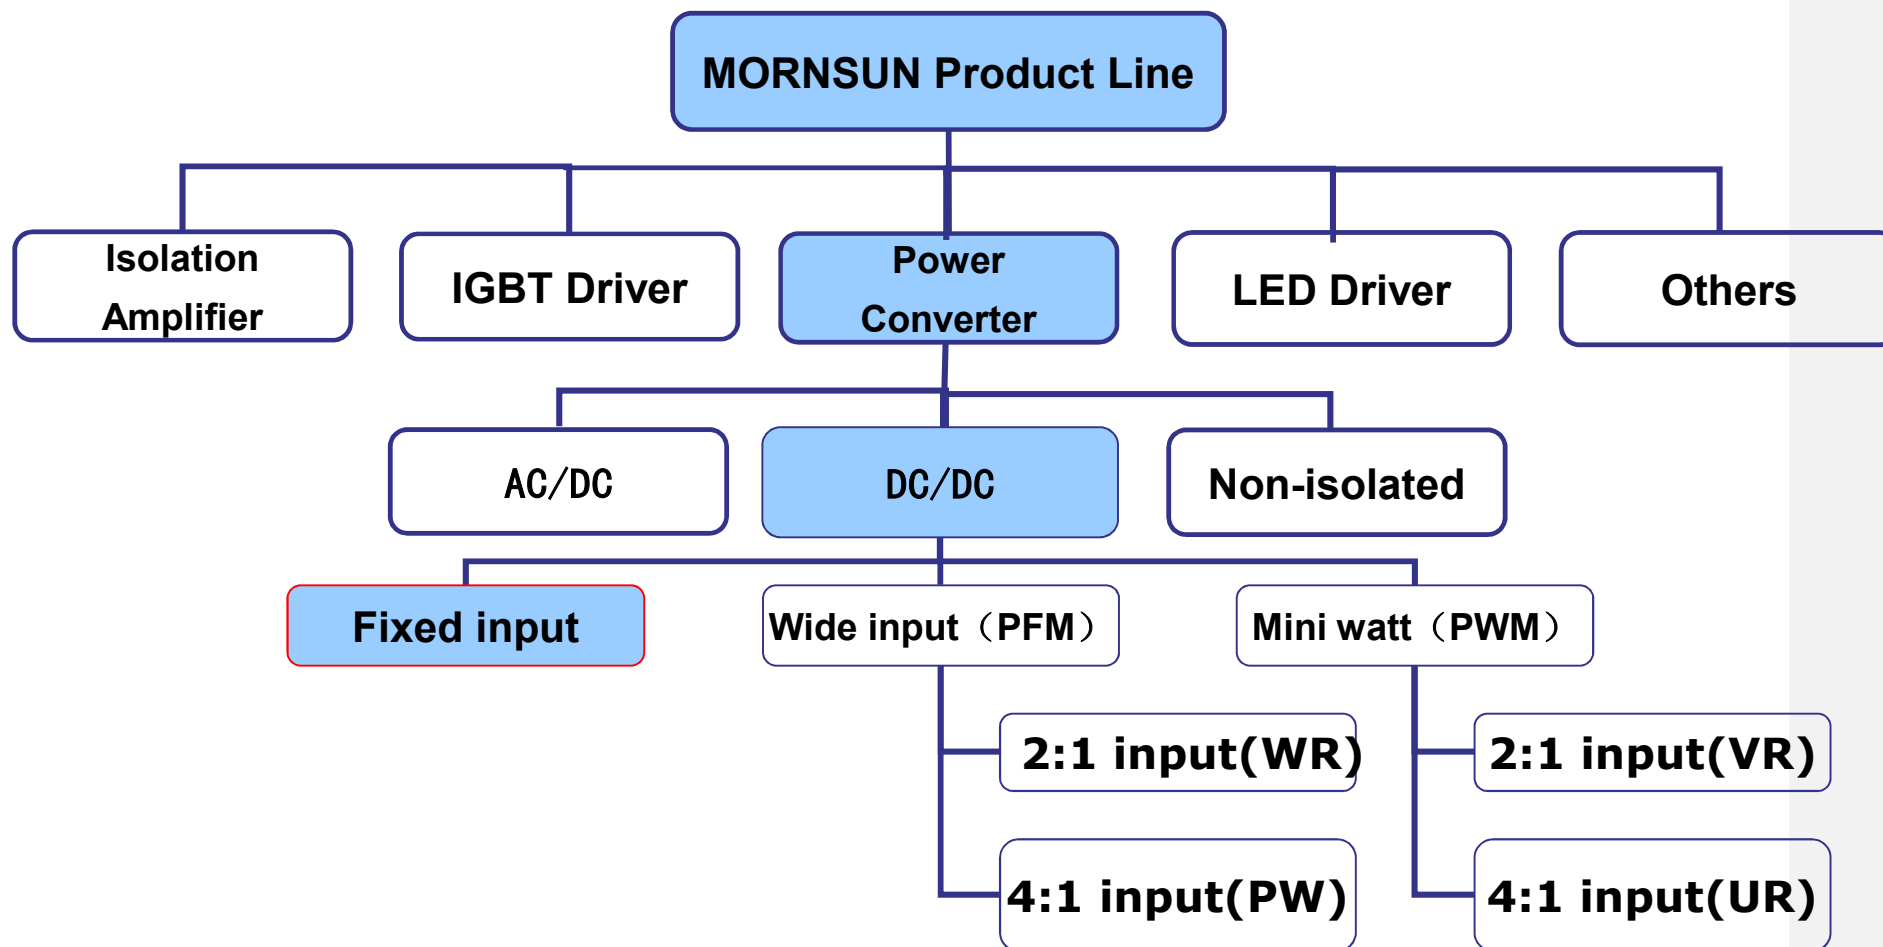 MORNSUN Product Line
Isolation
Amplifier
IGBT Driver
Power
Converter
LED Driver
Others
AC/DC
DC/DC
Non-isolated
Fixed input
Wide input（PFM）
Mini watt（PWM）
2:1 input(WR)
2:1 input(VR)
4:1 input(PW)
4:1 input(UR)